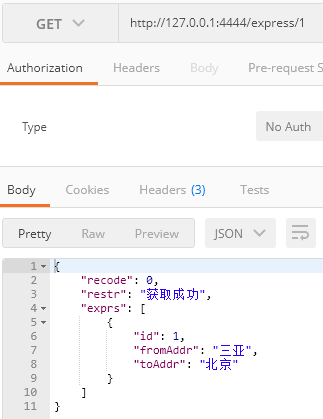 GET http://127.0.0.1:4444/express/1
Authorization Headers Body Pre-request S
Type No Auth
Body Cookies Headers (3) Tests
Pretty Raw Preview JSON
1 {
2 "recode": 0,
3 "restr": "获取成功",
4 "exprs": [
5 {
6 "id": 1,
7 "fromAddr": "三亚",
8 "toAddr": "北京"
9 }
10 ]
11 }